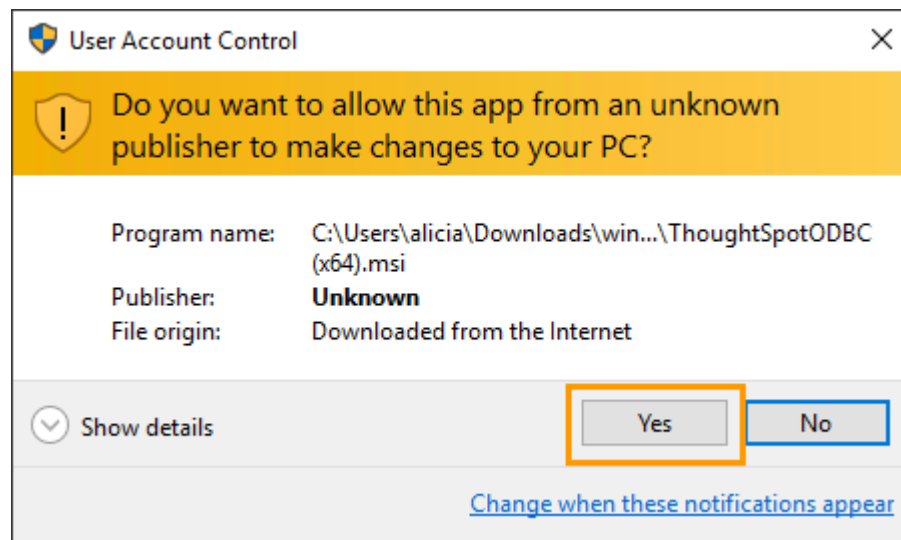 User Account Control
Do you want to allow this app from an unknown
publisher to make changes to your PC?
Program name: C:\Users\alicia\Downloads\win...\ThoughtSpotODBC
(x64).msi
Publisher: Unknown
File origin: Downloaded from the Internet
Show details Yes No
Change when these notifications appear